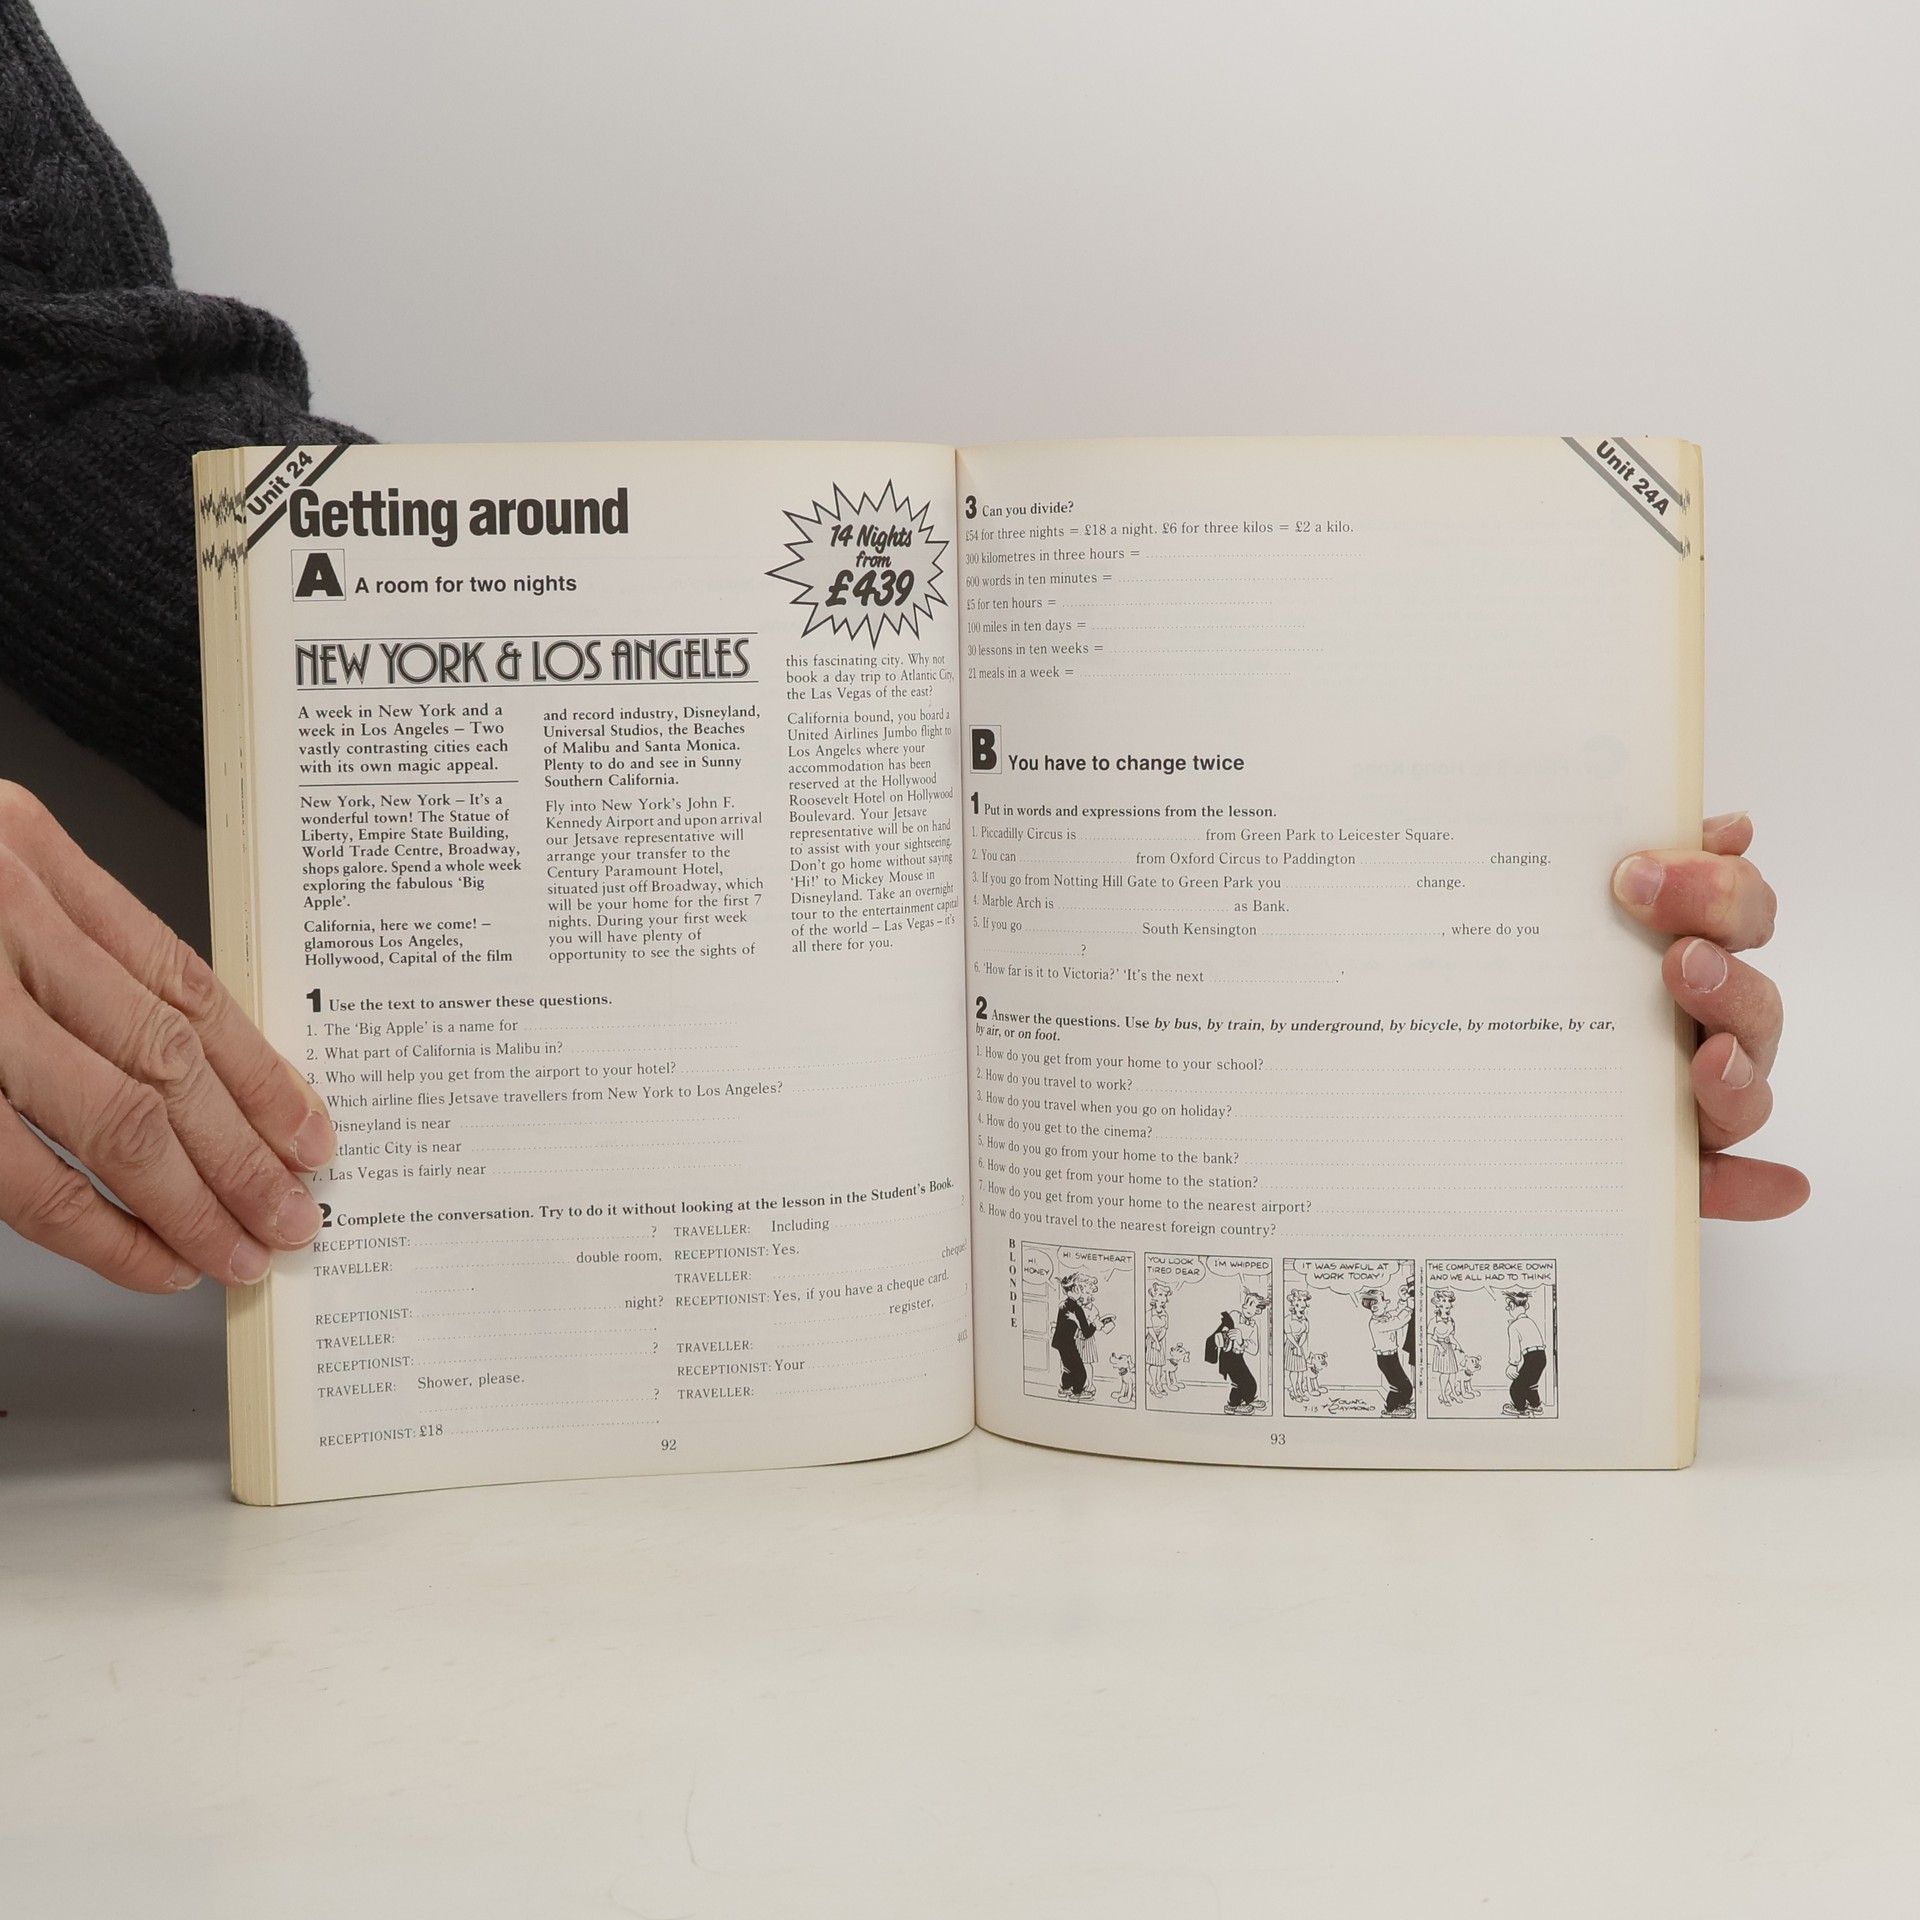 Unit 24
Getting around
A A room for two nights
14 Nights
from
£439
NEW YORK & LOS ANGELES
A week in New York and a
week in Los Angeles – Two
vastly contrasting cities each
with its own magic appeal.
New York, New York – It's a
wonderful town! The Statue of
Liberty, Empire State Building,
World Trade Centre, Broadway,
shops galore. Spend a whole week
exploring the fabulous 'Big
Apple'.
California, here we come! –
glamorous Los Angeles,
Hollywood, Capital of the film
and record industry, Disneyland,
Universal Studios, the Beaches
of Malibu and Santa Monica.
Plenty to do and see in Sunny
Southern California.
Fly into New York's John F.
Kennedy Airport and upon arrival
our Jetsave representative will
arrange your transfer to the
Century Paramount Hotel,
situated just off Broadway, which
will be your home for the first 7
nights. During your first week
you will have plenty of
opportunity to see the sights of
this fascinating city. Why not
book a day trip to Atlantic City,
the Las Vegas of the east?
California bound, you board a
United Airlines Jumbo flight to
Los Angeles where your
accommodation has been
reserved at the Hollywood
Roosevelt Hotel on Hollywood
Boulevard. Your Jetsave
representative will be on hand
to assist with your sightseeing.
Don't go home without saying
'Hi!' to Mickey Mouse in
Disneyland. Take an overnight
tour to the entertainment capital
of the world – Las Vegas – it's
all there for you.
1 Use the text to answer these questions.
1. The 'Big Apple' is a name for
2. What part of California is Malibu in?
3. Who will help you get from the airport to your hotel?
Which airline flies Jetsave travellers from New York to Los Angeles?
Disneyland is near
tlantic City is near
7. Las Vegas is fairly near
2 Complete the conversation. Try to do it without looking at the lesson in the Student's Book.
RECEPTIONIST: ?
TRAVELLER: double room,
RECEPTIONIST: night?
TRAVELLER:
RECEPTIONIST: ?
TRAVELLER: Shower, please.
?
RECEPTIONIST: £18
TRAVELLER: Including ?
RECEPTIONIST: Yes.
TRAVELLER: cheque?
RECEPTIONIST: Yes, if you have a cheque card.
register.
TRAVELLER:
RECEPTIONIST: Your 403.
TRAVELLER:
92
Unit 24A
3 Can you divide?
£54 for three nights = £18 a night. £6 for three kilos = £2 a kilo.
300 kilometres in three hours =
600 words in ten minutes =
£5 for ten hours =
100 miles in ten days =
30 lessons in ten weeks =
21 meals in a week =
B You have to change twice
1 Put in words and expressions from the lesson.
1. Piccadilly Circus is from Green Park to Leicester Square.
2. You can from Oxford Circus to Paddington changing.
3. If you go from Notting Hill Gate to Green Park you change.
4. Marble Arch is as Bank.
5. If you go South Kensington , where do you
?
6. 'How far is it to Victoria?' 'It's the next .'
2 Answer the questions. Use by bus, by train, by underground, by bicycle, by motorbike, by car,
by air, or on foot.
1. How do you get from your home to your school?
2. How do you travel to work?
3. How do you travel when you go on holiday?
4. How do you get to the cinema?
5. How do you go from your home to the bank?
6. How do you get from your home to the station?
7. How do you get from your home to the nearest airport?
8. How do you travel to the nearest foreign country?
BLONDIE
HI HONEY
HI, SWEETHEART
YOU LOOK TIRED DEAR
I'M WHIPPED
IT WAS AWFUL AT WORK TODAY!
THE COMPUTER BROKE DOWN AND WE ALL HAD TO THINK
7-13 YOUNG RAYMOND
93